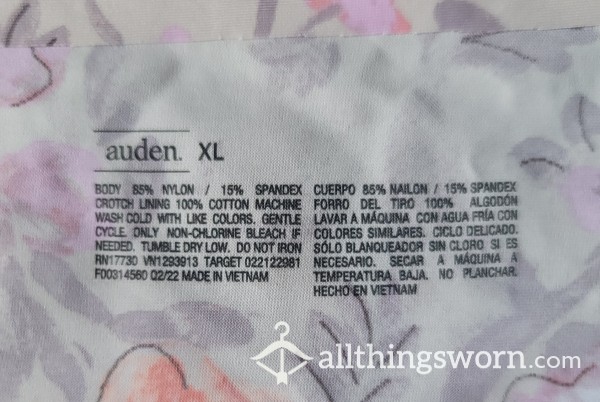 auden. XL
BODY 85% NYLON / 15% SPANDEX
CROTCH LINING 100% COTTON MACHINE
WASH COLD WITH LIKE COLORS. GENTLE
CYCLE. ONLY NON-CHLORINE BLEACH IF
NEEDED. TUMBLE DRY LOW. DO NOT IRON
RN17730 VN1293913 TARGET 022122981
F00314560 02/22 MADE IN VIETNAM
CUERPO 85% NAILON / 15% SPANDEX
FORRO DEL TIRO 100% ALGODÓN
LAVAR A MÁQUINA CON AGUA FRÍA CON
COLORES SIMILARES. CICLO DELICADO.
SÓLO BLANQUEADOR SIN CLORO SI ES
NECESARIO. SECAR A MÁQUINA A
TEMPERATURA BAJA. NO PLANCHAR.
HECHO EN VIETNAM
allthingsworn.com